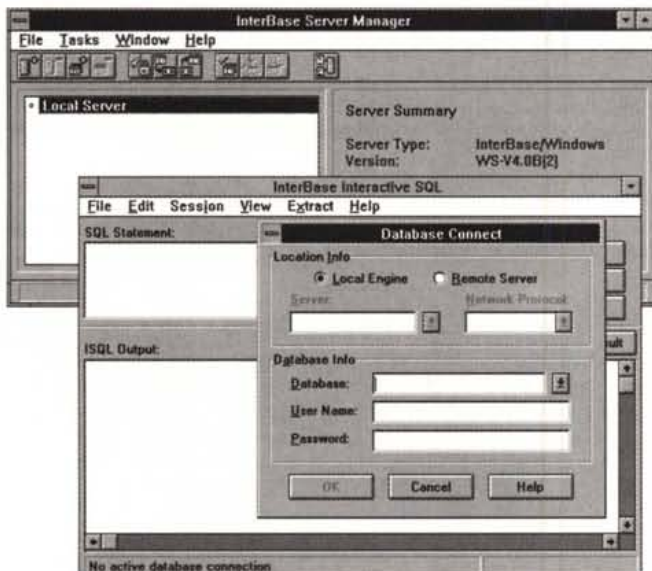 InterBase Server Manager
File Tasks Window Help
Local Server
Server Summary
Server Type: InterBase/Windows
Version: WS-V4.0B(2)
InterBase Interactive SQL
File Edit Session View Extract Help
SQL Statement:
ISQL Output:
Database Connect
Location Info
Local Engine Remote Server
Server: Network Protocol:
Database Info
Database:
User Name:
Password:
OK Cancel Help
ult
No active database connection